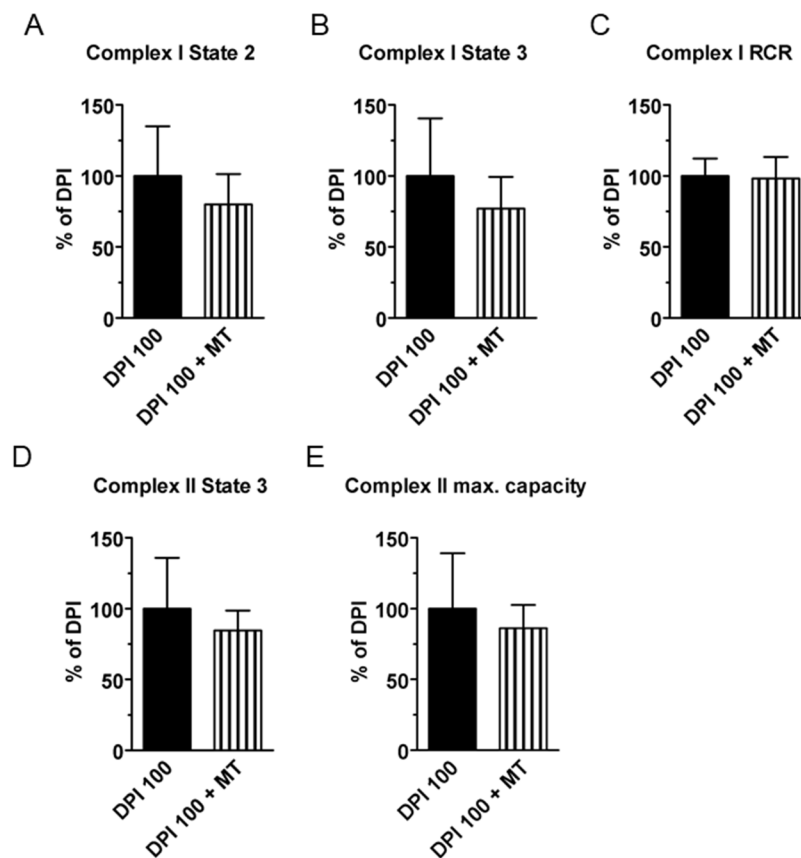 A
Complex I State 2
% of DPI
150
100
50
0
DPI 100
DPI 100 + MT
B
Complex I State 3
% of DPI
150
100
50
0
DPI 100
DPI 100 + MT
C
Complex I RCR
% of DPI
150
100
50
0
DPI 100
DPI 100 + MT
D
Complex II State 3
% of DPI
150
100
50
0
DPI 100
DPI 100 + MT
E
Complex II max. capacity
% of DPI
150
100
50
0
DPI 100
DPI 100 + MT